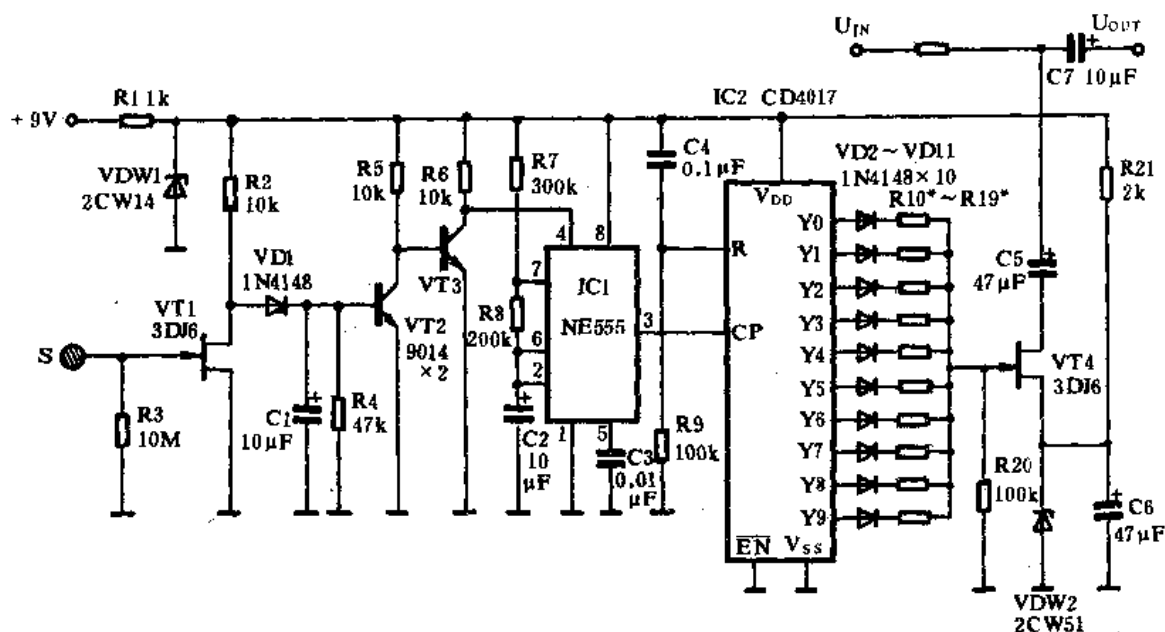 U_IN
U_OUT
C7 10μF
IC2 CD4017
R1 1k
+9V
VDW1
2CW14
R2
10k
R5
10k
R6
10k
R7
300k
C4
0.1μF
VD2～VD11
1N4148×10
R10*～R19*
R21
2k
V_DD
VD1
1N4148
VT1
3DJ6
S
R3
10M
C1
10μF
R4
47k
VT2
9014
×2
VT3
R8
200k
4
8
7
6
2
1
5
3
IC1
NE555
C2
10
μF
C3
0.01
μF
R9
100k
R
CP
Y0
Y1
Y2
Y3
Y4
Y5
Y6
Y7
Y8
Y9
EN
V_SS
C5
47μF
VT4
3DJ6
R20
100k
C6
47μF
VDW2
2CW51